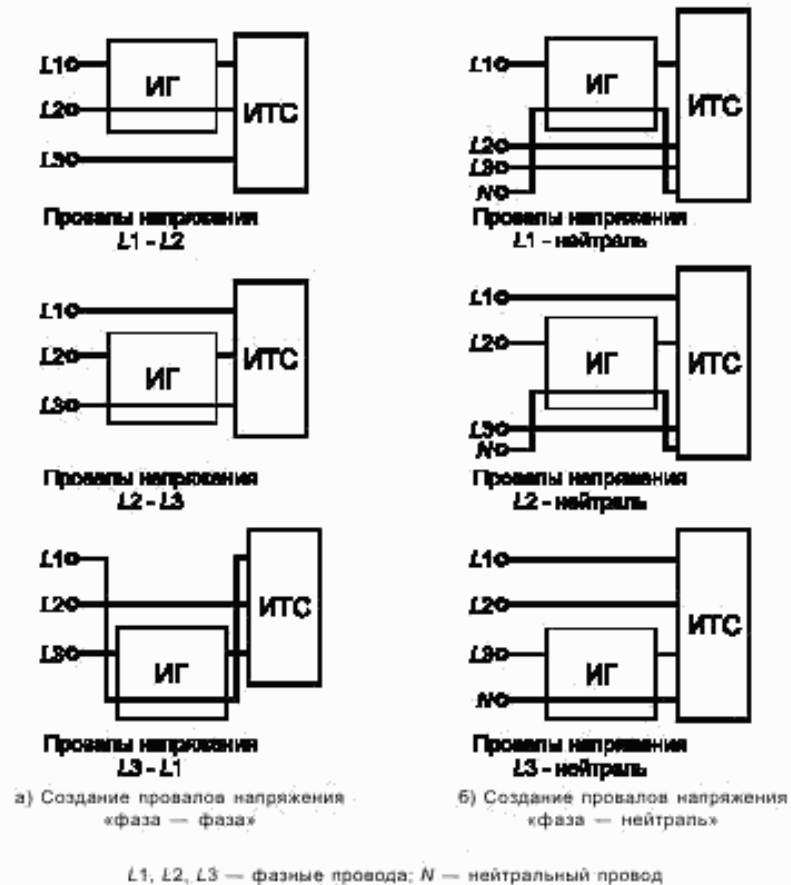 L1
L2
L3
ИГ
ИТС
Провалы напряжения
L1 - L2
L1
L2
L3
N
ИГ
ИТС
Провалы напряжения
L1 - нейтраль
L1
L2
L3
ИГ
ИТС
Провалы напряжения
L2 - L3
L1
L2
L3
N
ИГ
ИТС
Провалы напряжения
L2 - нейтраль
L1
L2
L3
ИГ
ИТС
Провалы напряжения
L3 - L1
L1
L2
L3
N
ИГ
ИТС
Провалы напряжения
L3 - нейтраль
а) Создание провалов напряжения
«фаза — фаза»
б) Создание провалов напряжения
«фаза — нейтраль»
L1, L2, L3 — фазные провода; N — нейтральный провод